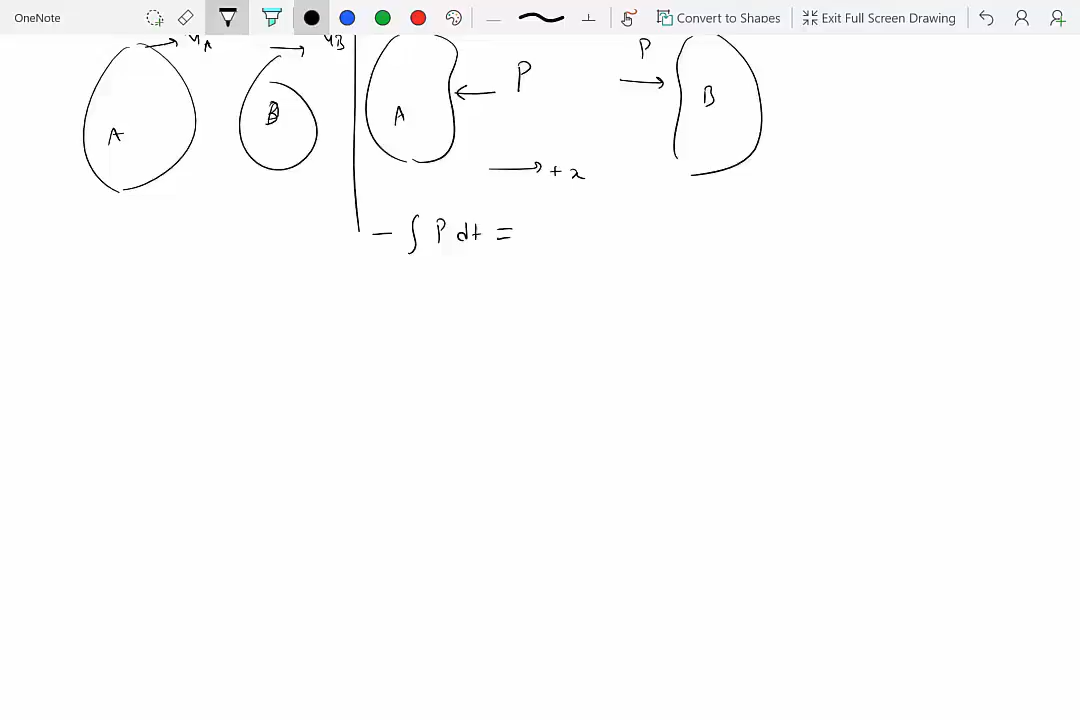 OneNote
Convert to Shapes
Exit Full Screen Drawing
A
B
A
P
P
B
+ x
- ∫ P dt =